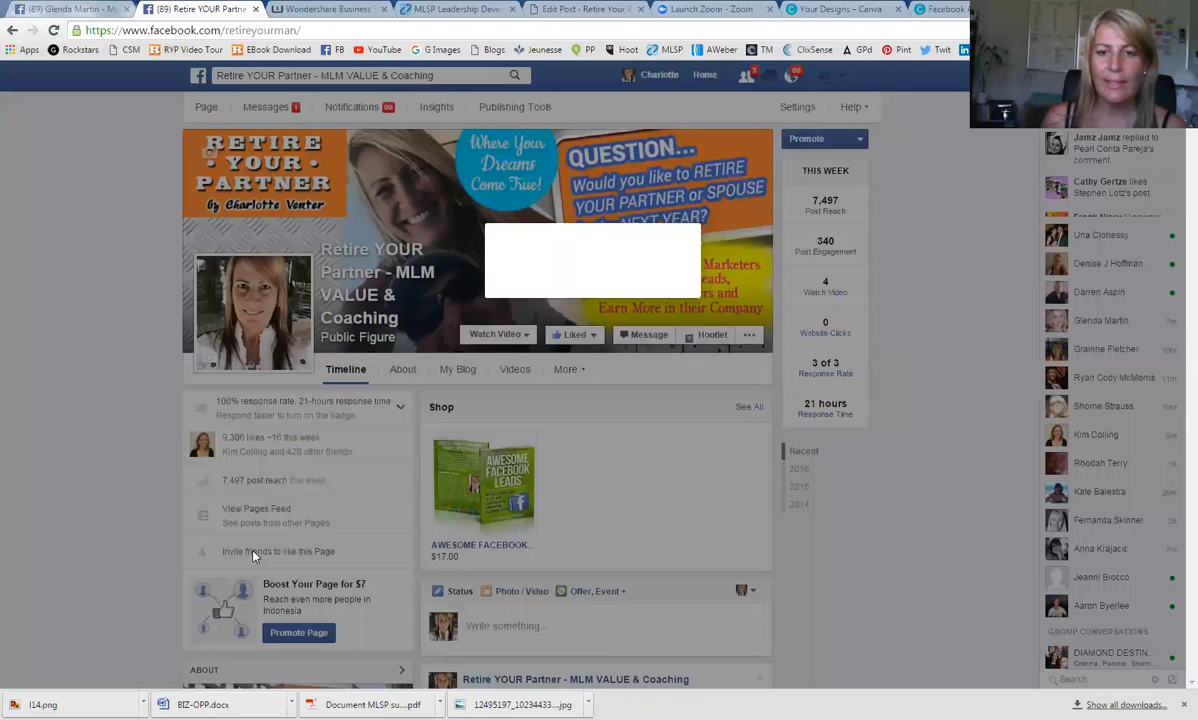 (89) Glenda Martin - M
(89) Retire YOUR Partne
Wondershare Business
MLSP Leadership Devel
Edit Post ‹ Retire Your
Launch Zoom - Zoom
Your Designs – Canva
Facebook
https://www.facebook.com/retireyourman/
Apps
Rockstars
CSM
RYP Video Tour
EBook Download
FB
YouTube
G Images
Blogs
Jeunesse
PP
Hoot
MLSP
AWeber
TM
ClixSense
GPd
Pint
Twit
Retire YOUR Partner - MLM VALUE & Coaching
Charlotte
Home
Page
Messages 1
Notifications 89
Insights
Publishing Tools
Settings
Help
RETIRE
· YOUR ·
PARTNER
by Charlotte Venter
Where Your
Dreams
Come True!
QUESTION...
Would you like to RETIRE
YOUR PARTNER or SPOUSE
NEXT YEAR?
Marketers
Earn More in their Company
Retire YOUR
Partner - MLM
VALUE &
Coaching
Public Figure
Watch Video
Liked
Message
Hootlet
Timeline
About
My Blog
Videos
More
Promote
THIS WEEK
7,497
Post Reach
340
Post Engagement
4
Watch Video
0
Website Clicks
3 of 3
Response Rate
21 hours
Response Time
Recent
2016
2015
2014
100% response rate, 21-hours response time
Respond faster to turn on the badge.
9,306 likes +16 this week
Kim Colling and 420 other friends
7,497 post reach this week
View Pages Feed
See posts from other Pages
Invite friends to like this Page
Boost Your Page for $7
Reach even more people in
Indonesia
Promote Page
ABOUT
Shop
See All
AWESOME
FACEBOOK
LEADS
AWESOME FACEBOOK...
$17.00
Status
Photo / Video
Offer, Event +
Write something...
Retire YOUR Partner - MLM VALUE & Coaching
Jamz Jamz replied to
Pearl Conta Pareja's
comment.
Cathy Gertze likes
Stephen Lotz's post.
Una Clohessy
Denise J Hoffman
Darren Aspin
Glenda Martin 7m
Grainne Fletcher 10m
Ryan Cody McMorris 11m
Shorne Strauss
Kim Colling
Rhodah Terry
Kate Balestra
Fernanda Skinner
Anna Krajacic
Jeanni Brocco
Aaron Byerlee
GROUP CONVERSATIONS
DIAMOND DESTIN...
Search
I14.png
BIZ-OPP.docx
Document MLSP su....pdf
12495197_10234433....jpg
Show all downloads...